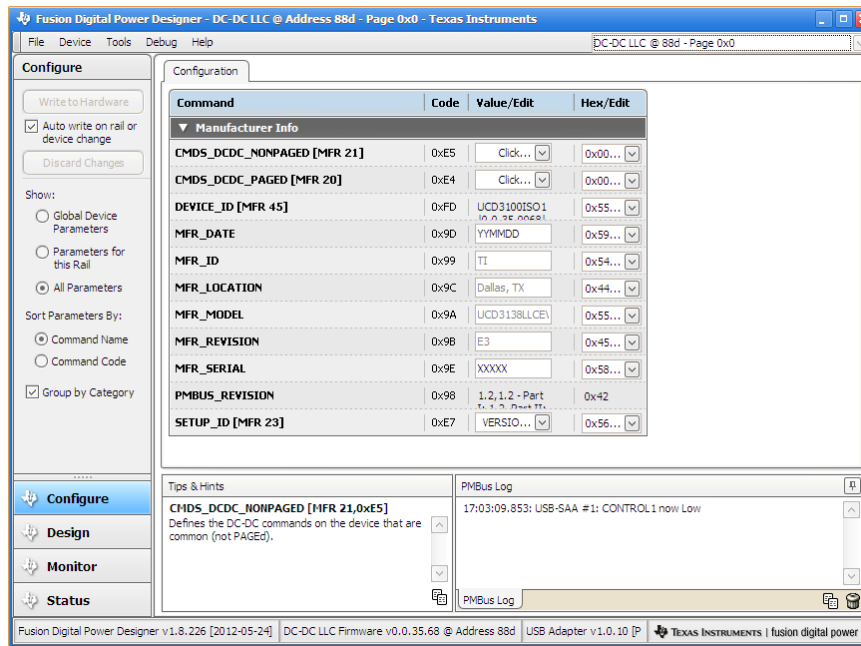 Fusion Digital Power Designer - DC-DC LLC @ Address 88d - Page 0x0 - Texas Instruments
File Device Tools Debug Help DC-DC LLC @ 88d - Page 0x0
Configure
Write to Hardware
Auto write on rail or
device change
Discard Changes
Show:
Global Device
Parameters
Parameters for
this Rail
All Parameters
Sort Parameters By:
Command Name
Command Code
Group by Category
Configuration
Command Code Value/Edit Hex/Edit
Manufacturer Info
CMDS_DCDC_NONPAGED [MFR 21] 0xE5 Click... 0x00...
CMDS_DCDC_PAGED [MFR 20] 0xE4 Click... 0x00...
DEVICE_ID [MFR 45] 0xFD UCD3100ISO1 0x55...
|0.0.35.0068|
MFR_DATE 0x9D YYMMDD 0x59...
MFR_ID 0x99 TI 0x54...
MFR_LOCATION 0x9C Dallas, TX 0x44...
MFR_MODEL 0x9A UCD3138LLCE 0x55...
MFR_REVISION 0x9B E3 0x45...
MFR_SERIAL 0x9E XXXXX 0x58...
PMBUS_REVISION 0x98 1.2,1.2 - Part 0x42
I: 1.2, Part II:
SETUP_ID [MFR 23] 0xE7 VERSIO... 0x56...
Configure
Design
Monitor
Status
Tips & Hints
CMDS_DCDC_NONPAGED [MFR 21,0xE5]
Defines the DC-DC commands on the device that are
common (not PAGEd).
PMBus Log
17:03:09.853: USB-SAA #1: CONTROL1 now Low
PMBus Log
Fusion Digital Power Designer v1.8.226 [2012-05-24] DC-DC LLC Firmware v0.0.35.68 @ Address 88d USB Adapter v1.0.10 [P TEXAS INSTRUMENTS | fusion digital power